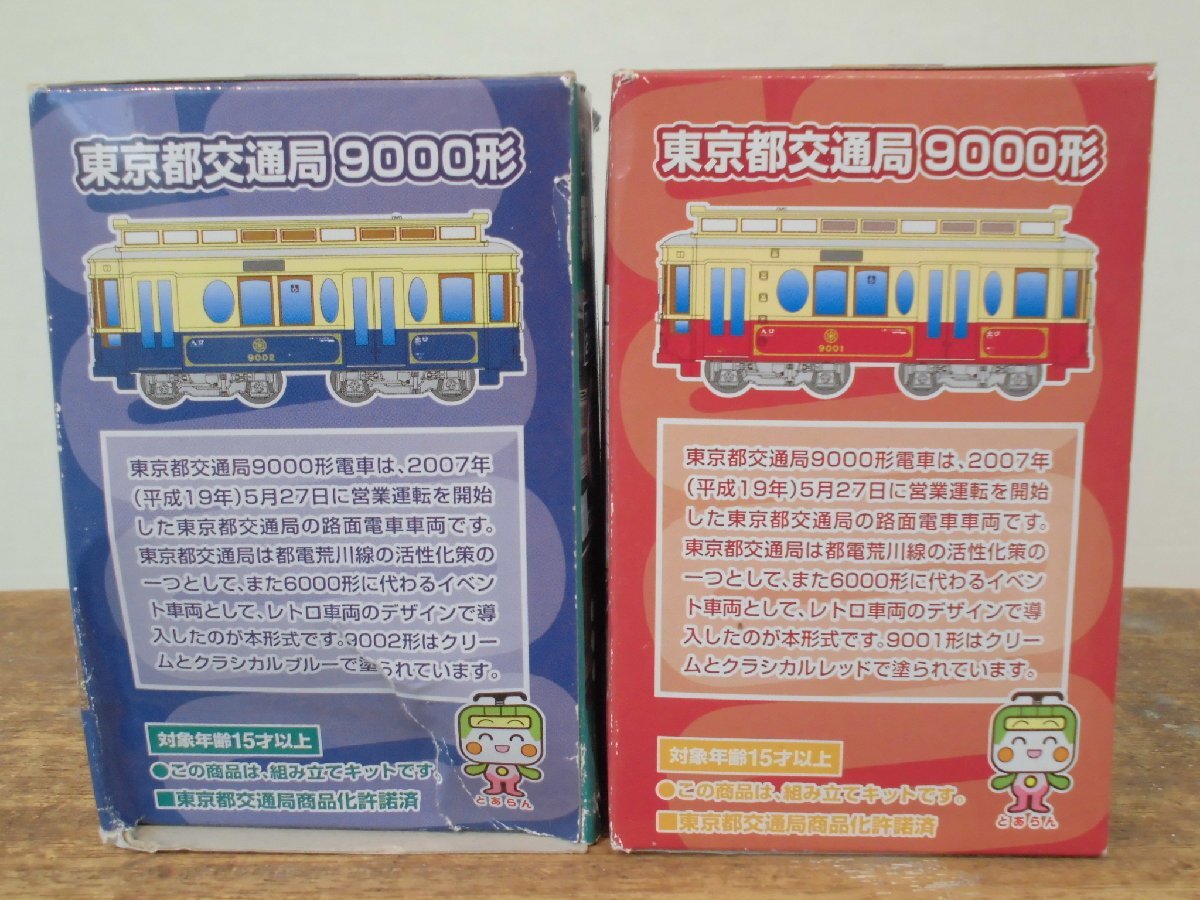 東京都交通局 9000形
入口
9002
出口
東京都交通局9000形電車は、2007年
(平成19年)5月27日に営業運転を開始
した東京都交通局の路面電車車両です。
東京都交通局は都電荒川線の活性化策の
一つとして、また6000形に代わるイベン
ト車両として、レトロ車両のデザインで導
入したのが本形式です。9002形はクリー
ムとクラシカルブルーで塗られています。
対象年齢15才以上
●この商品は、組み立てキットです。
■東京都交通局商品化許諾済
とあらん
東京都交通局 9000形
入口
9001
出口
東京都交通局9000形電車は、2007年
(平成19年)5月27日に営業運転を開始
した東京都交通局の路面電車車両です。
東京都交通局は都電荒川線の活性化策の
一つとして、また6000形に代わるイベン
ト車両として、レトロ車両のデザインで導
入したのが本形式です。9001形はクリー
ムとクラシカルレッドで塗られています。
対象年齢15才以上
●この商品は、組み立てキットです。
■東京都交通局商品化許諾済
とあらん